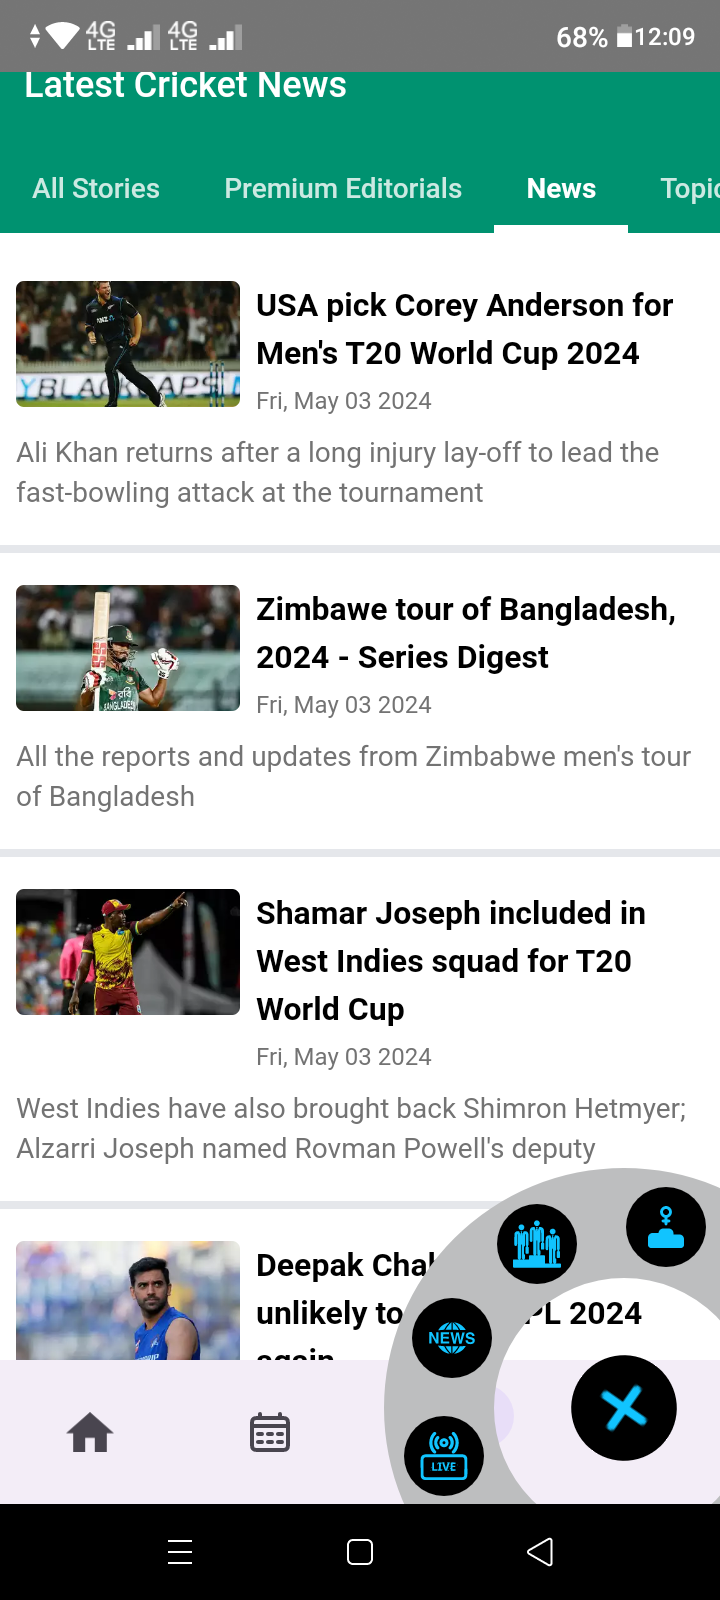 4G LTE 4G LTE 68% 12:09
Latest Cricket News
All Stories Premium Editorials News Topic
YBLACKCAPS
USA pick Corey Anderson for
Men's T20 World Cup 2024
Fri, May 03 2024
Ali Khan returns after a long injury lay-off to lead the
fast-bowling attack at the tournament
BANGLADESH
Zimbawe tour of Bangladesh,
2024 - Series Digest
Fri, May 03 2024
All the reports and updates from Zimbabwe men's tour
of Bangladesh
Shamar Joseph included in
West Indies squad for T20
World Cup
Fri, May 03 2024
West Indies have also brought back Shimron Hetmyer;
Alzarri Joseph named Rovman Powell's deputy
Deepak Chah
unlikely to PL 2024
again
NEWS
LIVE